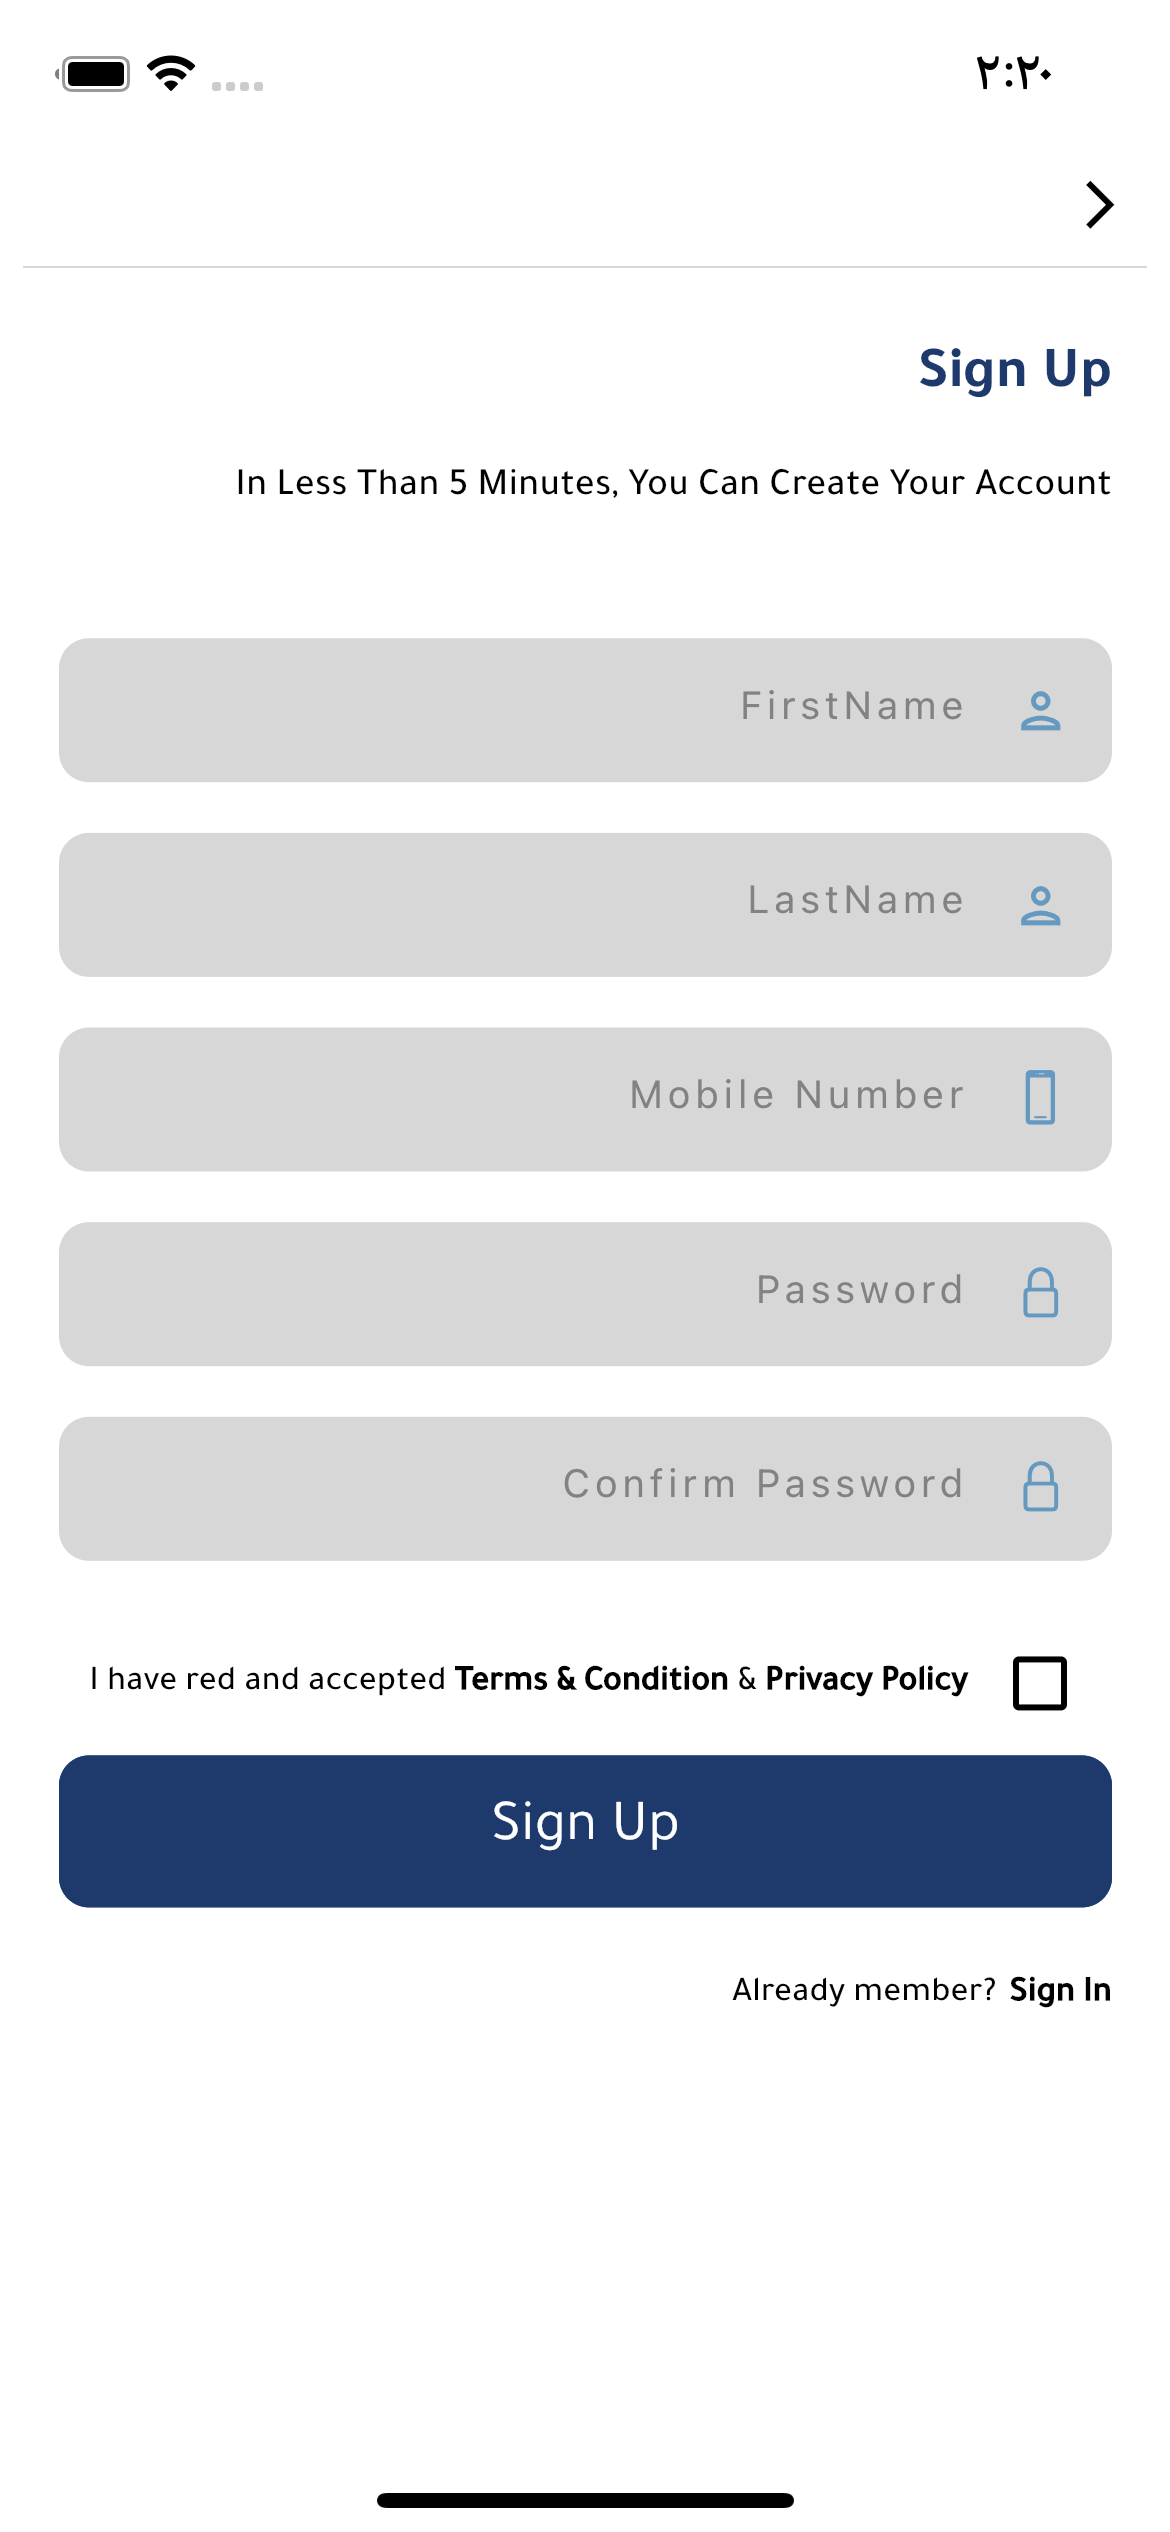 ٢:٢٠
Sign Up
In Less Than 5 Minutes, You Can Create Your Account
FirstName
LastName
Mobile Number
Password
Confirm Password
I have red and accepted Terms & Condition & Privacy Policy
Sign Up
Already member? Sign In